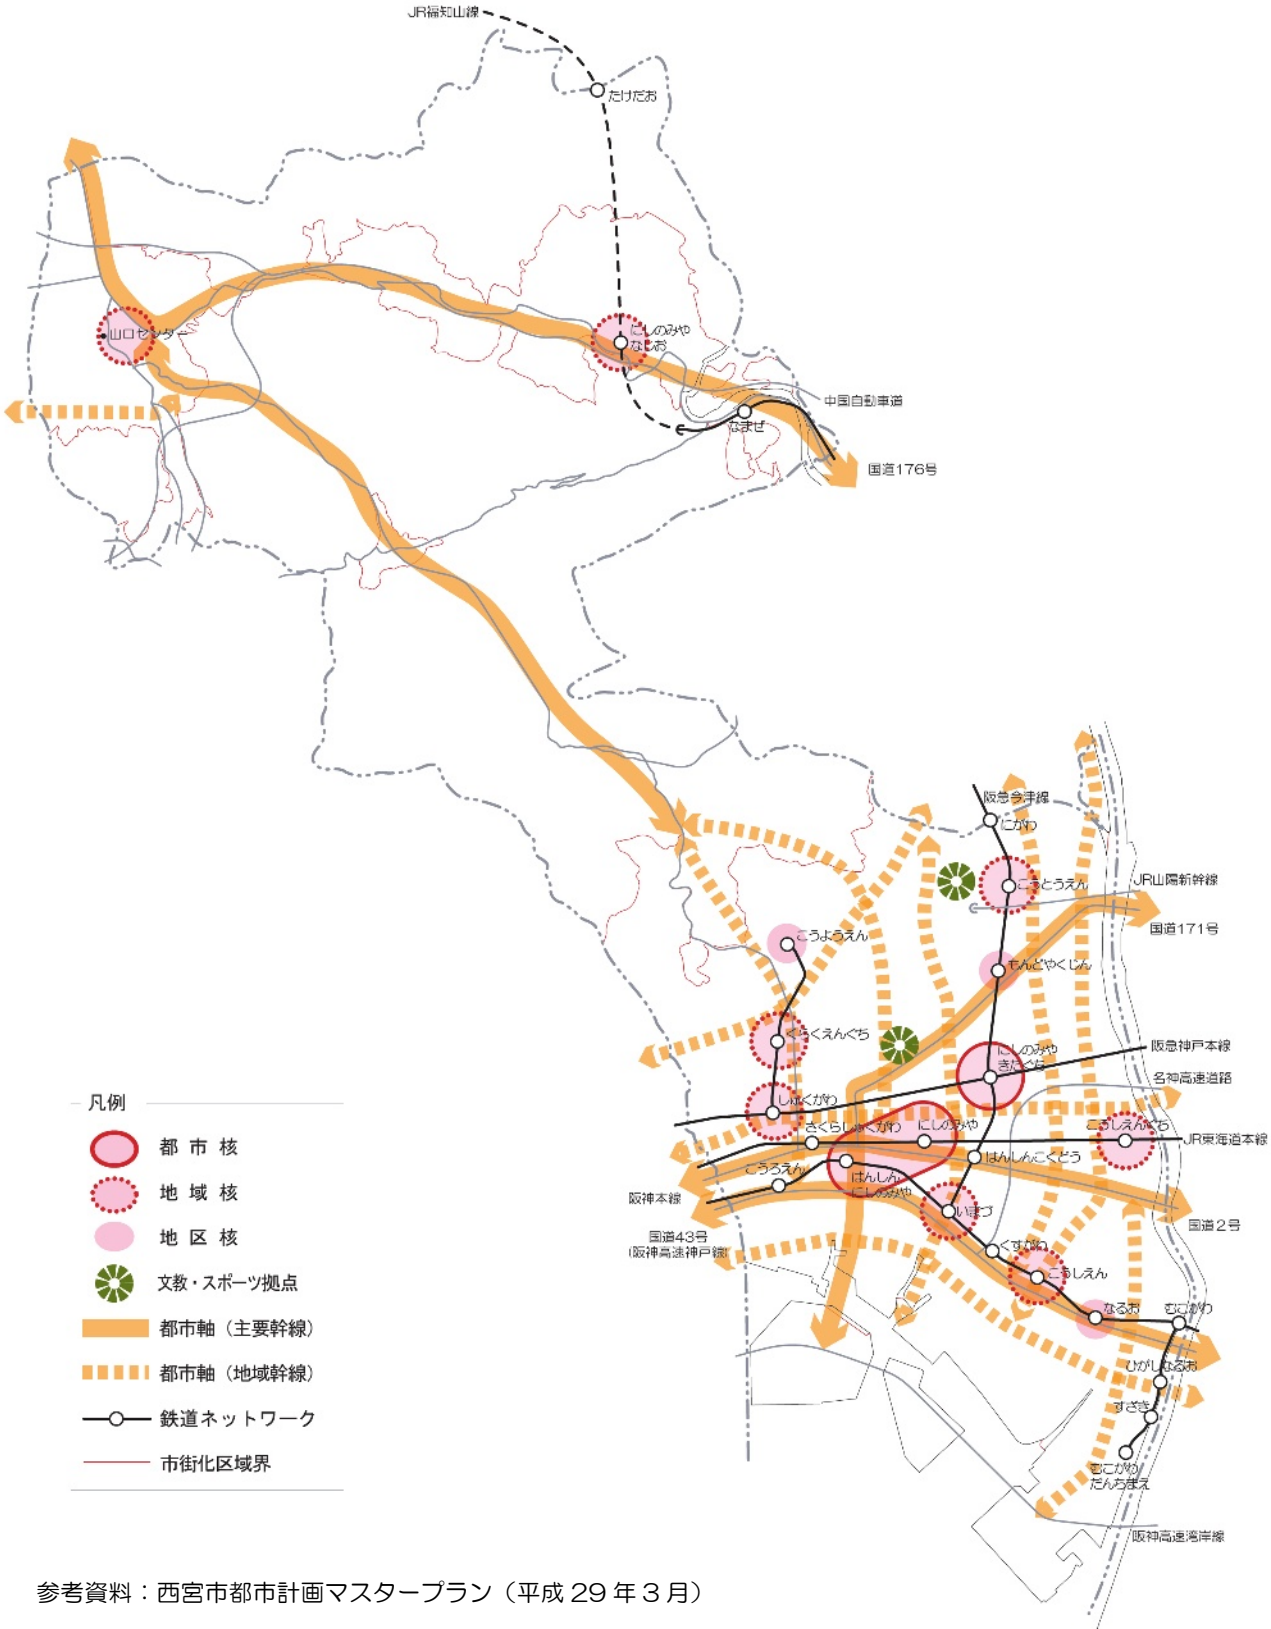 JR福知山線
たけだお
山口センター
にしのみや
なじお
中国自動車道
なまぜ
国道176号
阪急今津線
にがわ
こうとうえん
JR山陽新幹線
国道171号
こうようえん
もんどやくじん
くらくえんぐち
にしのみや
きたぐち
阪急神戸本線
名神高速道路
しゅくがわ
さくらしゅくがわ
にしのみや
こうしえんぐち
JR東海道本線
こうろえん
はんしん
にしのみや
はんしんこくどう
阪神本線
いまづ
国道2号
国道43号
(阪神高速神戸線)
くすがわ
こうしえん
なるお
むこがわ
ひがしなるお
すざき
むこがわ
だんちまえ
阪神高速湾岸線
凡例
都市核
地域核
地区核
文教・スポーツ拠点
都市軸（主要幹線）
都市軸（地域幹線）
鉄道ネットワーク
市街化区域界
参考資料：西宮市都市計画マスタープラン（平成 29 年 3 月）